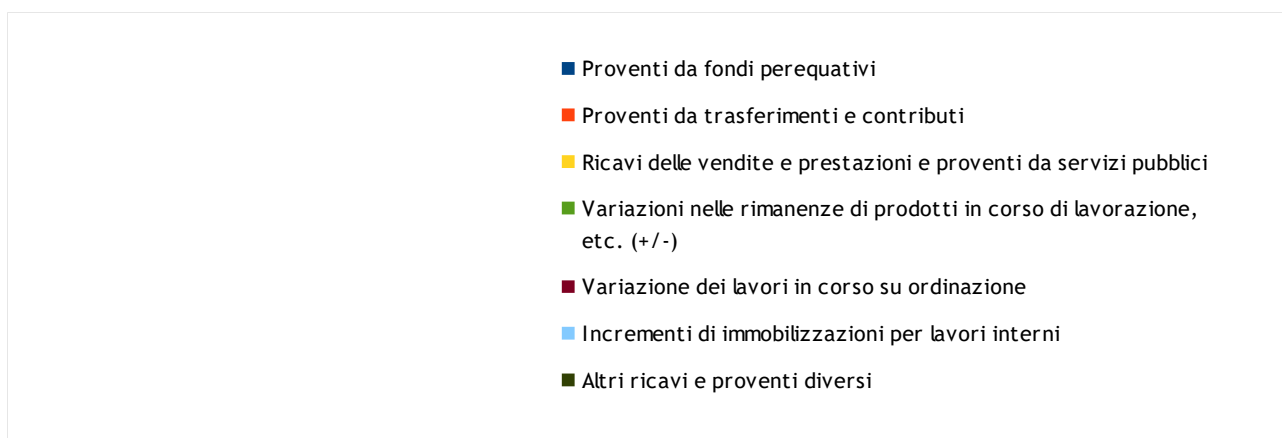 Proventi da fondi perequativi
Proventi da trasferimenti e contributi
Ricavi delle vendite e prestazioni e proventi da servizi pubblici
Variazioni nelle rimanenze di prodotti in corso di lavorazione,
etc. (+/-)
Variazione dei lavori in corso su ordinazione
Incrementi di immobilizzazioni per lavori interni
Altri ricavi e proventi diversi